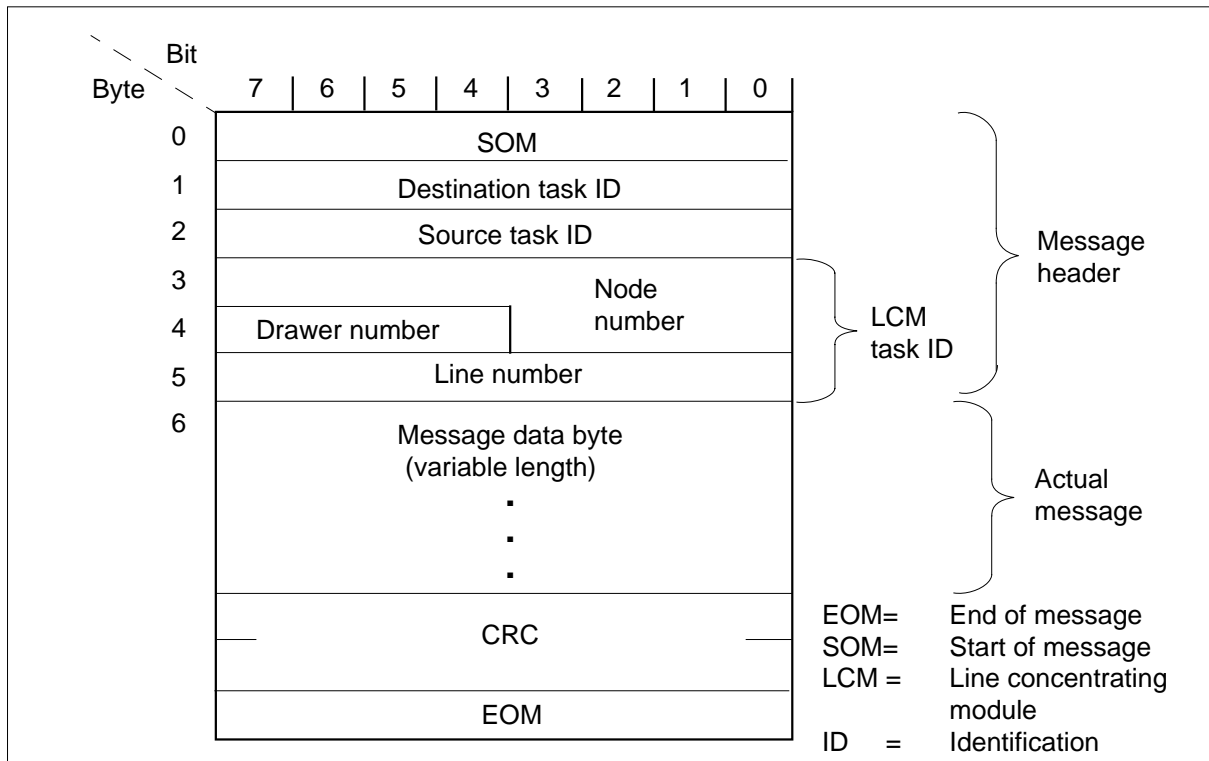 Bit
Byte
7 6 5 4 3 2 1 0
0
SOM
1
Destination task ID
2
Source task ID
3
Node
number
4
Drawer number
5
Line number
6
Message data byte
(variable length)
.
.
.
CRC
EOM
LCM
task ID
Message
header
Actual
message
EOM= End of message
SOM= Start of message
LCM = Line concentrating
module
ID = Identification